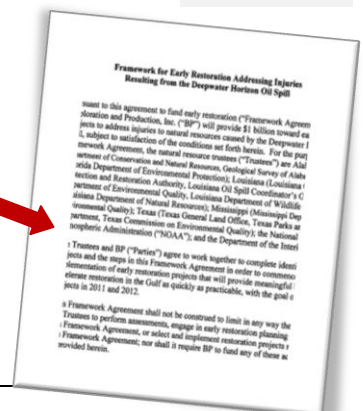 Framework for Early Restoration Addressing Injuries
Resulting from the Deepwater Horizon Oil Spill
suant to this agreement to fund early restoration ("Framework Agreem
ploration and Production, Inc. ("BP") will provide $1 billion toward ea
jects to address injuries to natural resources caused by the Deepwater
l, subject to satisfaction of the conditions set forth herein. For the purp
mework Agreement, the natural resource trustees ("Trustees") are Alab
artment of Conservation and Natural Resources, Geological Survey of Alaba
orida Department of Environmental Protection); Louisiana (Louisiana
tection and Restoration Authority, Louisiana Oil Spill Coordinator's O
partment of Environmental Quality, Louisiana Department of Wildlife
isiana Department of Natural Resources); Mississippi (Mississippi Dep
ironmental Quality); Texas (Texas General Land Office, Texas Parks an
partment, Texas Commission on Environmental Quality); the National
nospheric Administration ("NOAA"); and the Department of the Interi
Trustees and BP ("Parties") agree to work together to complete identi
jects and the steps in this Framework Agreement in order to commence
plementation of early restoration projects that will provide meaningful
elerate restoration in the Gulf as quickly as practicable, with the goal o
jects in 2011 and 2012.
s Framework Agreement shall not be construed to limit in any way the
Trustees to perform assessments, engage in early restoration planning
Framework Agreement, or select and implement restoration projects
Framework Agreement; nor shall it require BP to fund any of these ac
rovided herein.